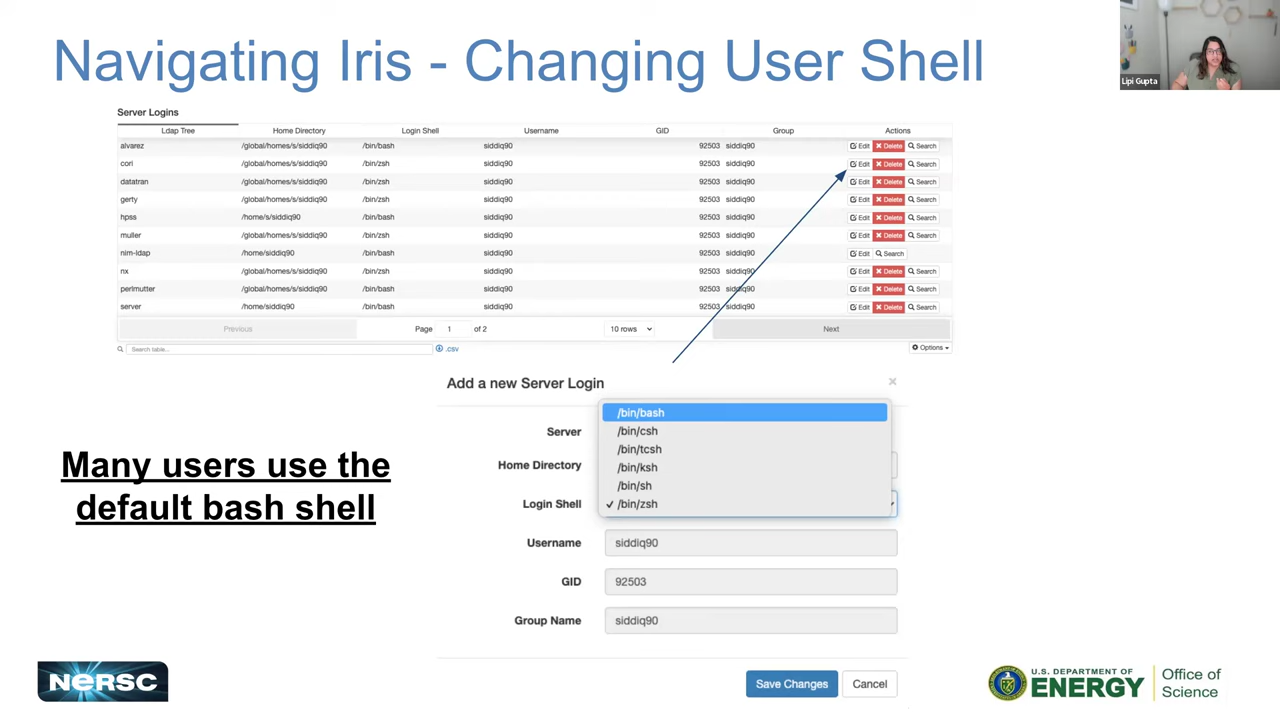 Navigating Iris - Changing User Shell
Lipi Gupta
Server Logins
Ldap Tree Home Directory Login Shell Username GID Group Actions
alvarez /global/homes/s/siddiq90 /bin/bash siddiq90 92503 siddiq90 Edit Delete Search
cori /global/homes/s/siddiq90 /bin/zsh siddiq90 92503 siddiq90 Edit Delete Search
datatran /global/homes/s/siddiq90 /bin/zsh siddiq90 92503 siddiq90 Edit Delete Search
gerty /global/homes/s/siddiq90 /bin/zsh siddiq90 92503 siddiq90 Edit Delete Search
hpss /home/s/siddiq90 /bin/bash siddiq90 92503 siddiq90 Edit Delete Search
muller /global/homes/s/siddiq90 /bin/zsh siddiq90 92503 siddiq90 Edit Delete Search
nim-ldap /home/siddiq90 /bin/bash siddiq90 92503 siddiq90 Edit Search
nx /global/homes/s/siddiq90 /bin/zsh siddiq90 92503 siddiq90 Edit Delete Search
perlmutter /global/homes/s/siddiq90 /bin/bash siddiq90 92503 siddiq90 Edit Delete Search
server /home/siddiq90 /bin/bash siddiq90 92503 siddiq90 Edit Delete Search
Previous Page 1 of 2 10 rows Next
Search table... .csv Options
Add a new Server Login ×
Server
Home Directory
Login Shell
/bin/bash
/bin/csh
/bin/tcsh
/bin/ksh
/bin/sh
✓ /bin/zsh
Username siddiq90
GID 92503
Group Name siddiq90
Save Changes Cancel
Many users use the
default bash shell
NERSC
U.S. DEPARTMENT OF
ENERGY
Office of
Science